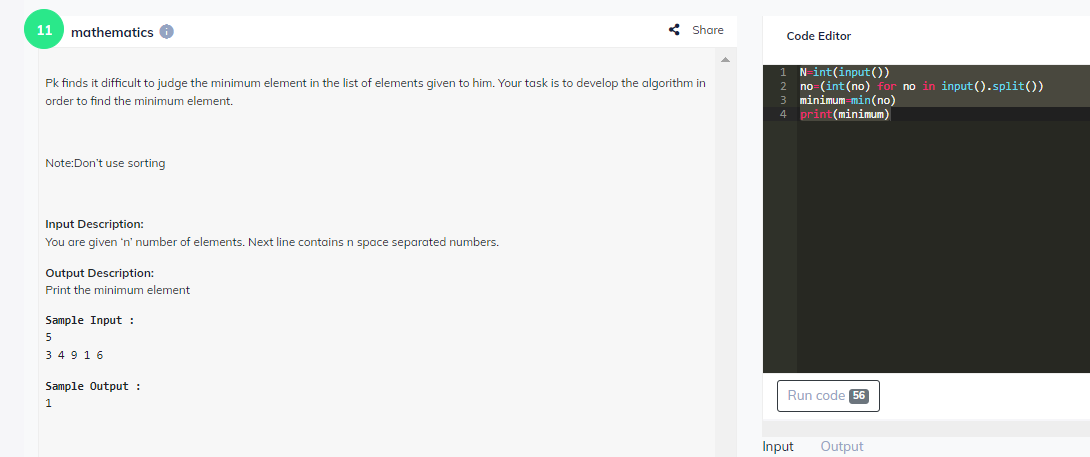 11 mathematics i
Share
Pk finds it difficult to judge the minimum element in the list of elements given to him. Your task is to develop the algorithm in
order to find the minimum element.
Note:Don't use sorting
Input Description:
You are given ‘n’ number of elements. Next line contains n space separated numbers.
Output Description:
Print the minimum element
Sample Input :
5
3 4 9 1 6
Sample Output :
1
Code Editor
1 N=int(input())
2 no=(int(no) for no in input().split())
3 minimum=min(no)
4 print(minimum)
Run code 56
Input Output